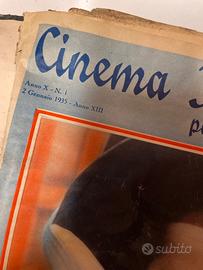 Cinema
Anno X - N. 1
2 Gennaio 1935 - Anno XIII
subito